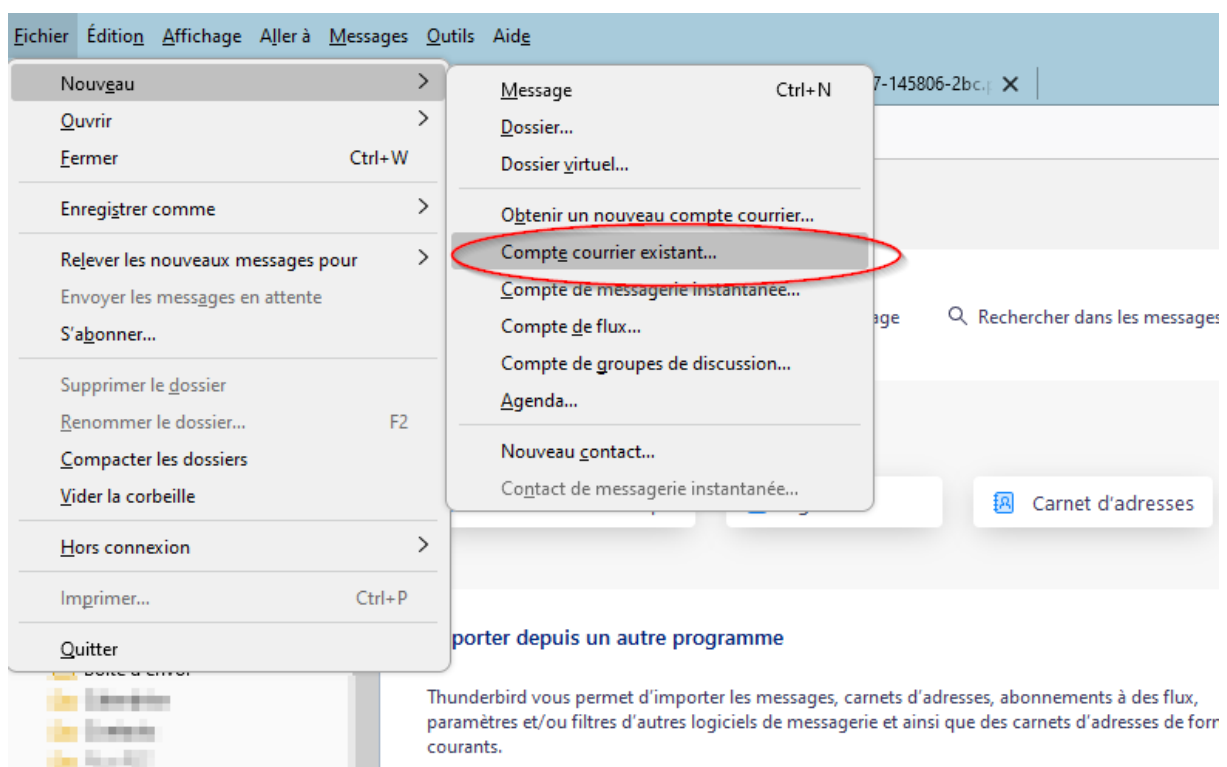 Fichier Édition Affichage Aller à Messages Outils Aide
7-145806-2bc.
Nouveau
Ouvrir
Fermer Ctrl+W
Enregistrer comme
Relever les nouveaux messages pour
Envoyer les messages en attente
S'abonner...
Supprimer le dossier
Renommer le dossier... F2
Compacter les dossiers
Vider la corbeille
Hors connexion
Imprimer... Ctrl+P
Quitter
Message Ctrl+N
Dossier...
Dossier virtuel...
Obtenir un nouveau compte courrier...
Compte courrier existant...
Compte de messagerie instantanée...
Compte de flux...
Compte de groupes de discussion...
Agenda...
Nouveau contact...
Contact de messagerie instantanée...
age Rechercher dans les messages
Carnet d'adresses
porter depuis un autre programme
Thunderbird vous permet d'importer les messages, carnets d'adresses, abonnements à des flux,
paramètres et/ou filtres d'autres logiciels de messagerie et ainsi que des carnets d'adresses de for
courants.